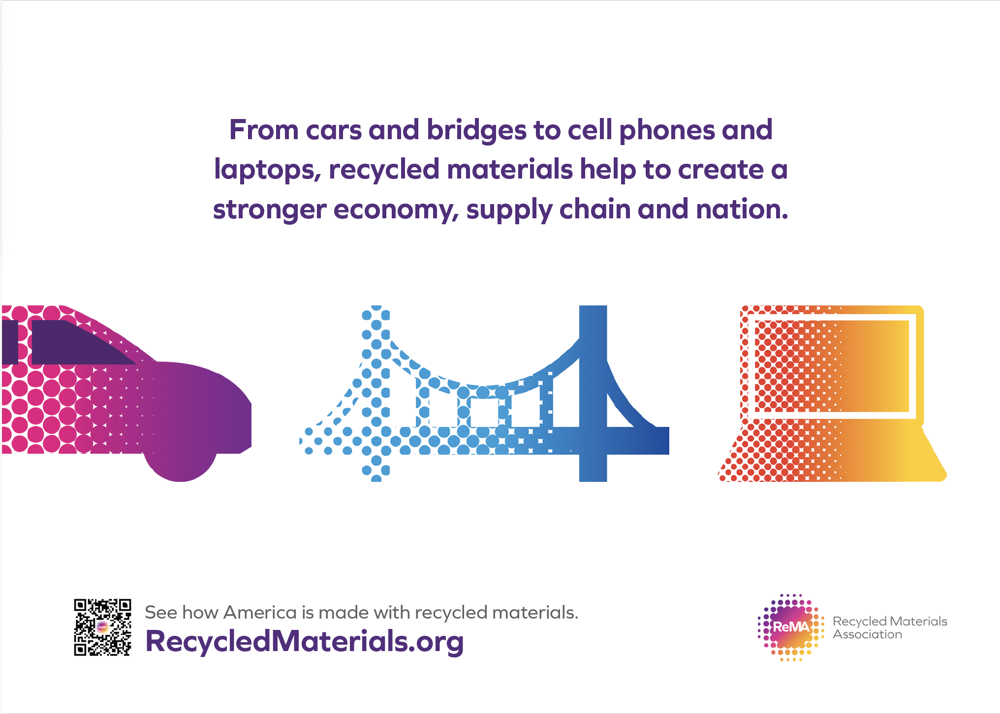 From cars and bridges to cell phones and
laptops, recycled materials help to create a
stronger economy, supply chain and nation.
See how America is made with recycled materials.
RecycledMaterials.org
ReMA
ReMA
Recycled Materials
Association